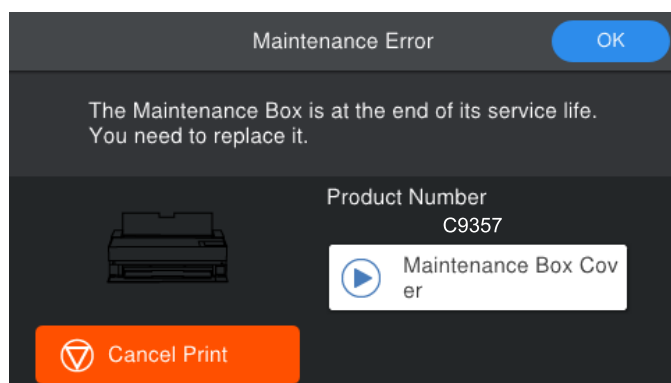 Maintenance Error
OK
The Maintenance Box is at the end of its service life.
You need to replace it.
Product Number
C9357
Maintenance Box Cov
er
Cancel Print